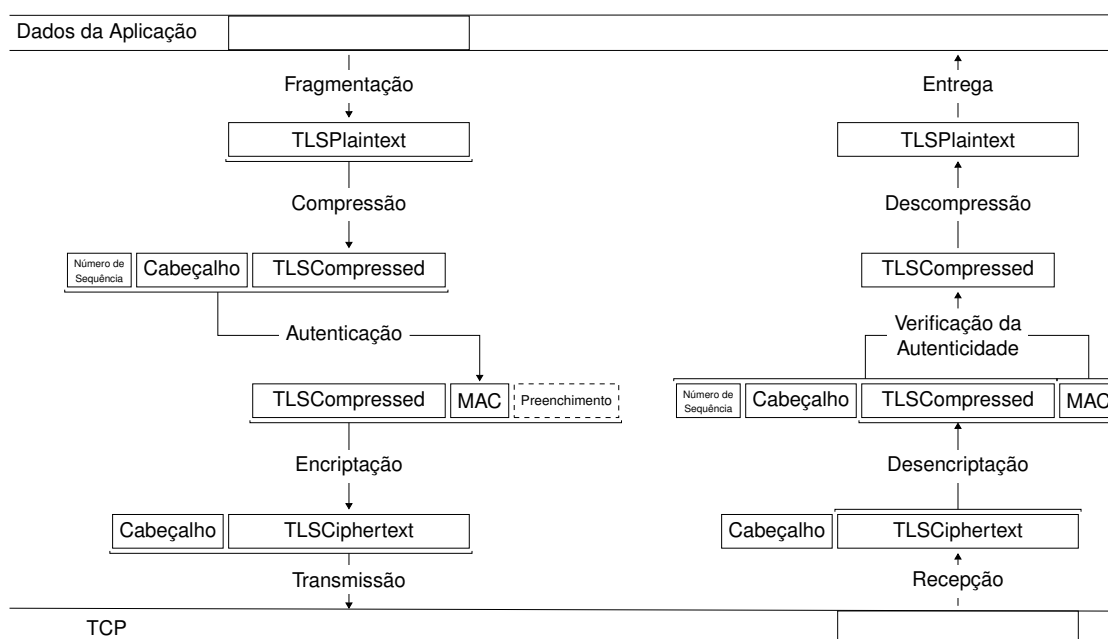 Dados da Aplicação
Fragmentação
Entrega
TLSPlaintext
TLSPlaintext
Compressão
Descompressão
Número de
Sequência
Cabeçalho
TLSCompressed
TLSCompressed
Autenticação
Verificação da
Autenticidade
TLSCompressed
MAC
Preenchimento
Número de
Sequência
Cabeçalho
TLSCompressed
MAC
Encriptação
Desencriptação
Cabeçalho
TLSCiphertext
Cabeçalho
TLSCiphertext
Transmissão
Recepção
TCP